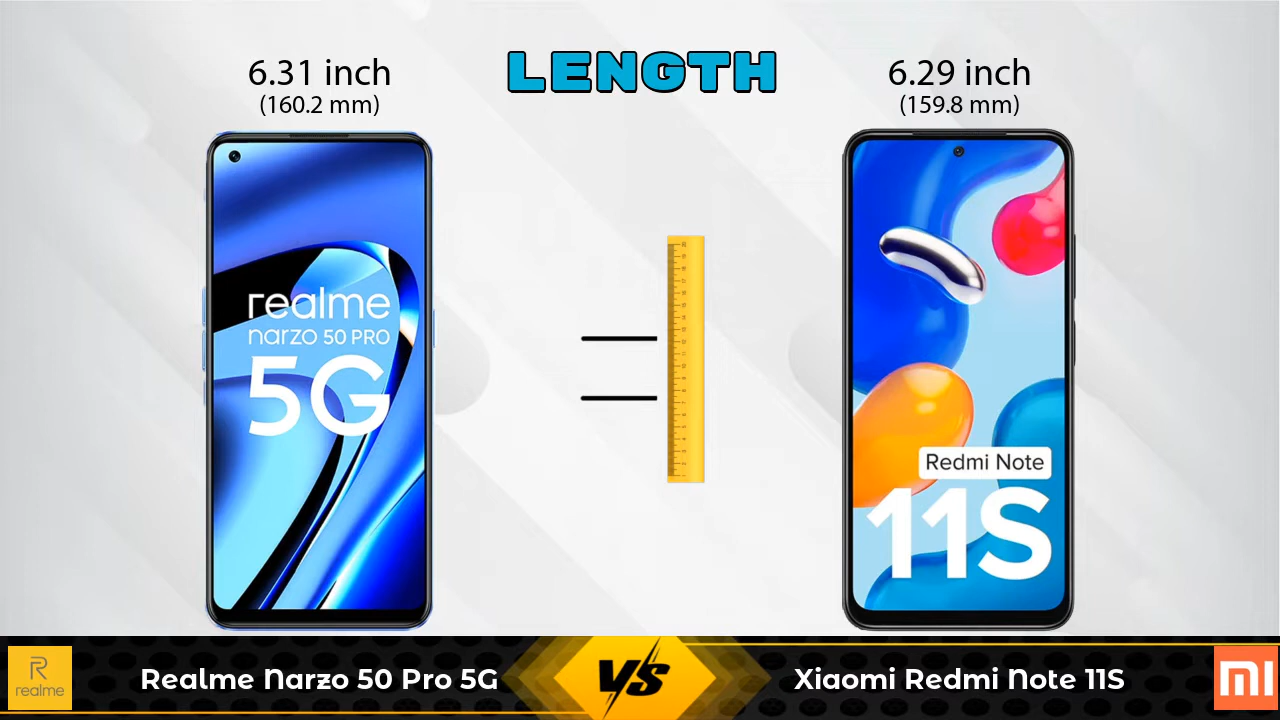 LENGTH
6.31 inch
(160.2 mm)
6.29 inch
(159.8 mm)
realme
narzo 50 PRO
5G
Redmi Note
11S
realme
Realme Narzo 50 Pro 5G
VS
Xiaomi Redmi Note 11S
MI